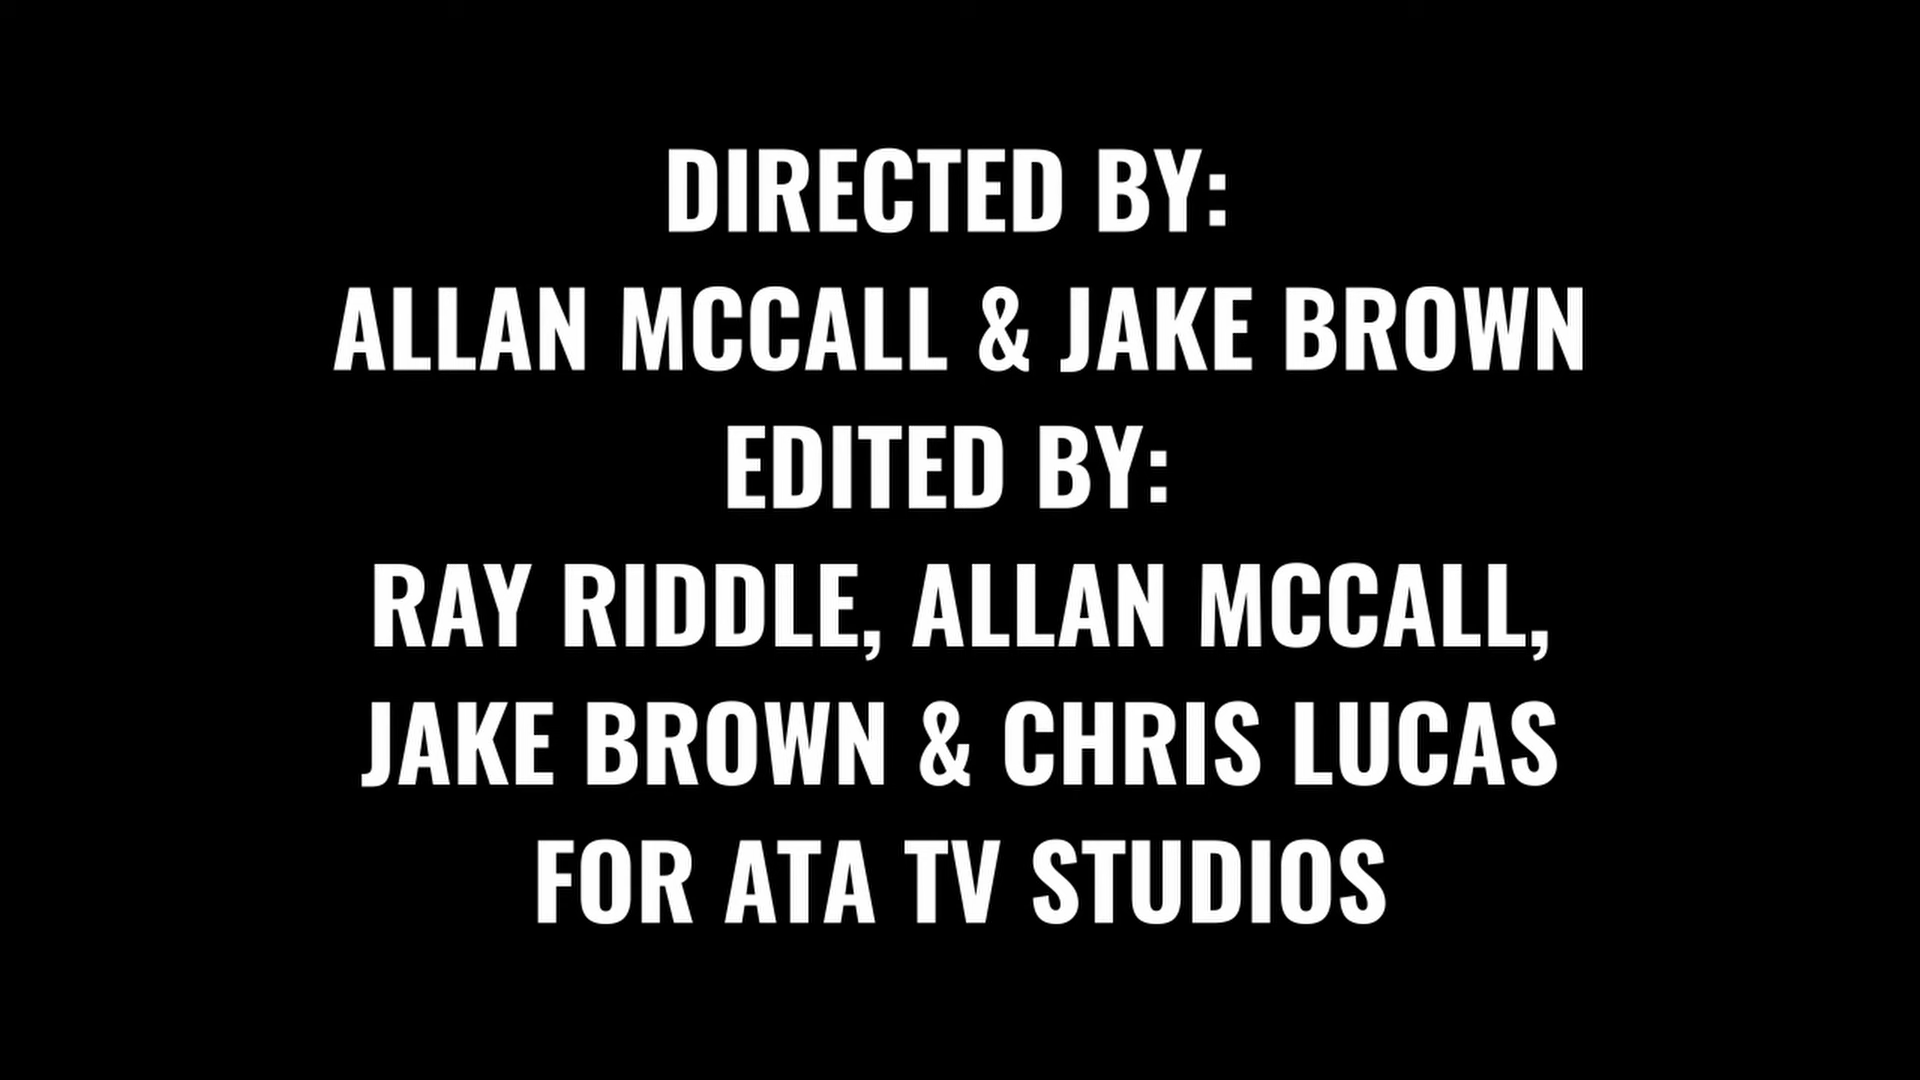 DIRECTED BY:
ALLAN MCCALL & JAKE BROWN
EDITED BY:
RAY RIDDLE, ALLAN MCCALL,
JAKE BROWN & CHRIS LUCAS
FOR ATA TV STUDIOS